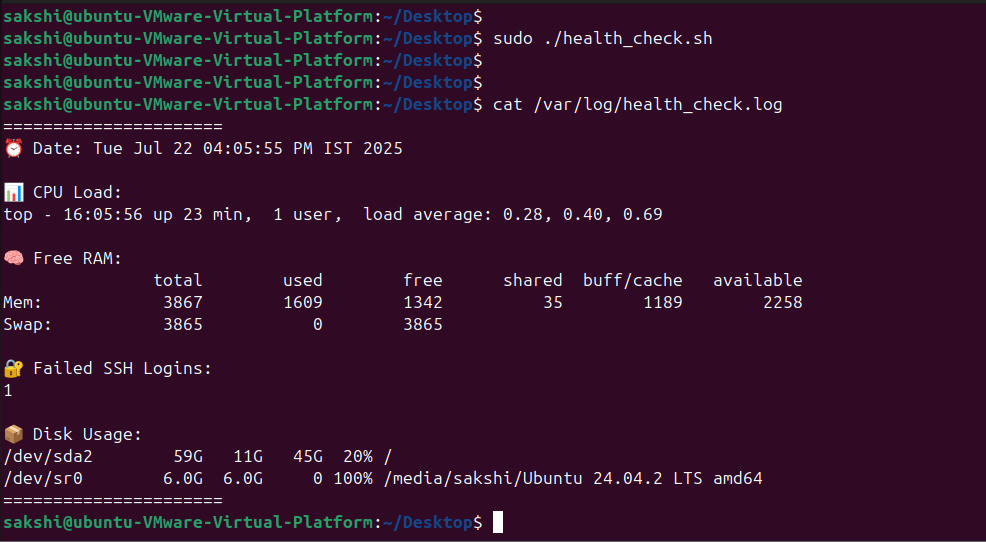 sakshi@ubuntu-VMware-Virtual-Platform:~/Desktop$
sakshi@ubuntu-VMware-Virtual-Platform:~/Desktop$ sudo ./health_check.sh
sakshi@ubuntu-VMware-Virtual-Platform:~/Desktop$
sakshi@ubuntu-VMware-Virtual-Platform:~/Desktop$
sakshi@ubuntu-VMware-Virtual-Platform:~/Desktop$ cat /var/log/health_check.log
======================
⏰ Date: Tue Jul 22 04:05:55 PM IST 2025
📊 CPU Load:
top - 16:05:56 up 23 min,  1 user,  load average: 0.28, 0.40, 0.69
🧠 Free RAM:
               total        used        free      shared  buff/cache   available
Mem:            3867        1609        1342          35        1189        2258
Swap:           3865           0        3865
🔐 Failed SSH Logins:
1
📦 Disk Usage:
/dev/sda2        59G   11G   45G  20% /
/dev/sr0        6.0G  6.0G     0 100% /media/sakshi/Ubuntu 24.04.2 LTS amd64
======================
sakshi@ubuntu-VMware-Virtual-Platform:~/Desktop$